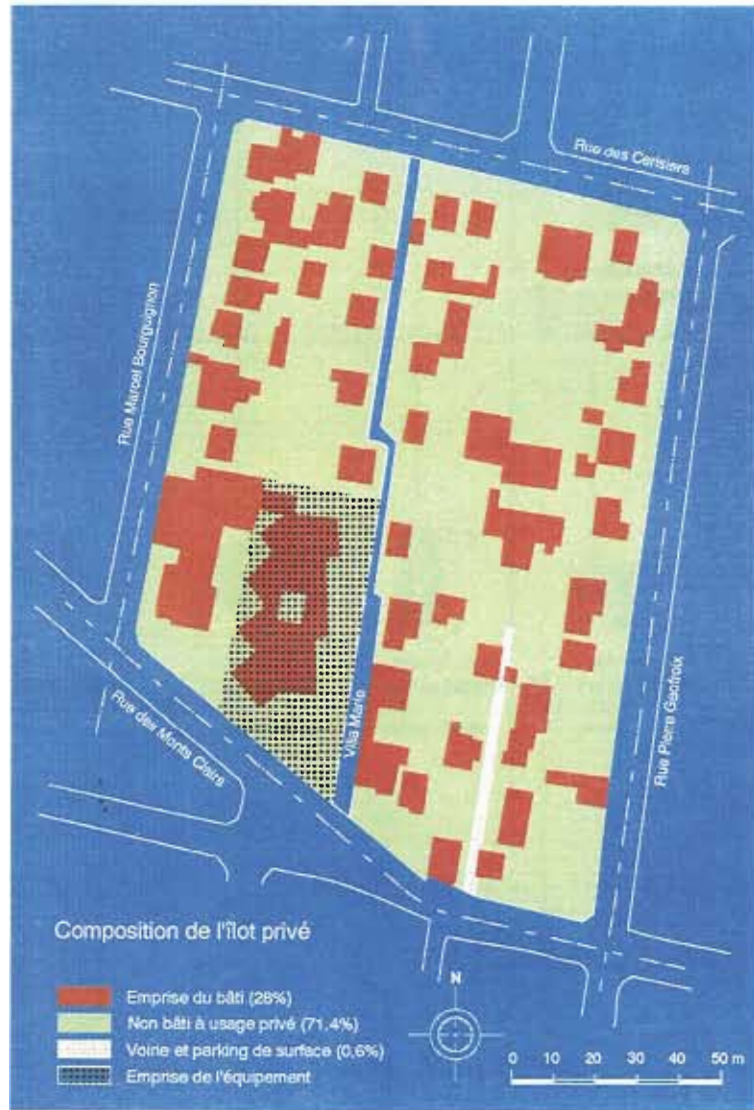 Rue des Cerisiers
Rue Marcel Bourguignon
Villa Marie
Rue Pierre Geofroix
Rue des Monts Clairs
Composition de l'îlot privé
Emprise du bâti (28%)
Non bâti à usage privé (71,4%)
Voirie et parking de surface (0,6%)
Emprise de l'équipement
N
0 10 20 30 40 50 m